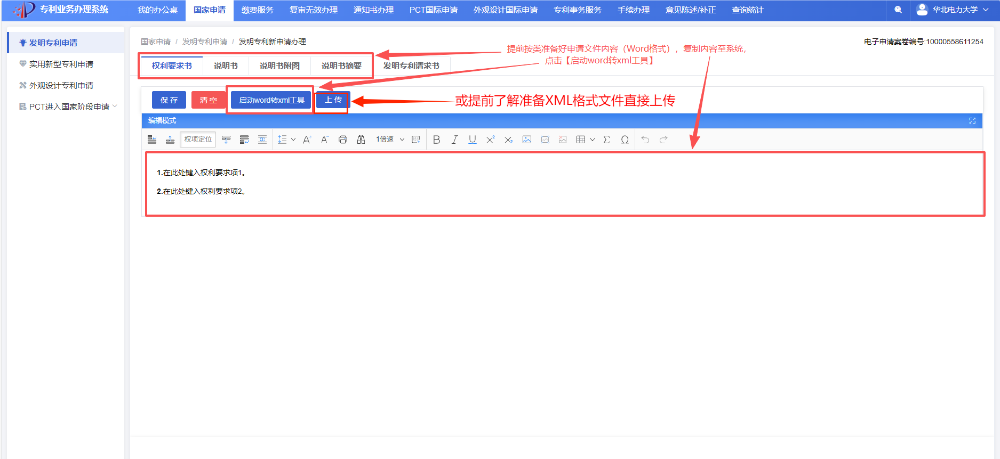 专利业务办理系统
我的办公桌 国家申请 缴费服务 复审无效办理 通知书办理 PCT国际申请 外观设计国际申请 专利事务服务 手续办理 意见陈述/补正 查询统计
华北电力大学
发明专利申请
实用新型专利申请
外观设计专利申请
PCT进入国家阶段申请
国家申请 / 发明专利申请 / 发明专利新申请办理
电子申请案卷编号:10000558611254
提前按类准备好申请文件内容（Word格式），复制内容至系统，
点击【启动word转xml工具】
权利要求书 说明书 说明书附图 说明书摘要 发明专利请求书
保 存 清 空 启动word转xml工具 上 传
或提前了解准备XML格式文件直接上传
编辑模式
权项定位 A+ A- 1倍速 123 B I U X² X₂ Σ Ω
1.在此处键入权利要求项1。
2.在此处键入权利要求项2。